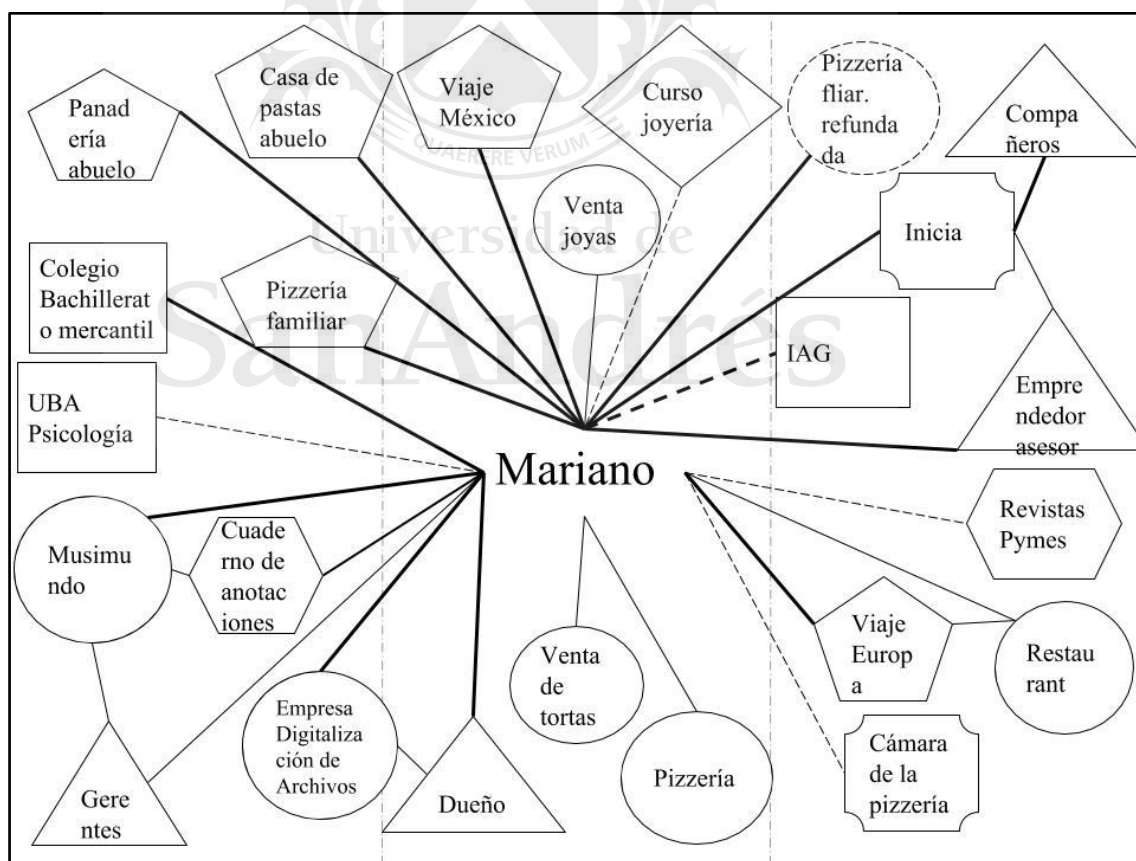 Panad
ería
abuelo
Casa de
pastas
abuelo
Viaje
México
Curso
joyería
Pizzería
fliar.
refunda
da
Compa
ñeros
QUAERERE VERUM
Venta
joyas
Inicia
Universidad de
SanAndrés
Colegio
Bachillerat
o mercantil
Pizzería
familiar
IAG
UBA
Psicología
Empre
ndedor
asesor
Mariano
Revistas
Pymes
Musimu
ndo
Cuade
rno de
anotac
iones
Viaje
Europ
a
Restau
rant
Venta
de
tortas
Empresa
Digitaliza
ción de
Archivos
Cámara
de la
pizzería
Gere
ntes
Dueño
Pizzería